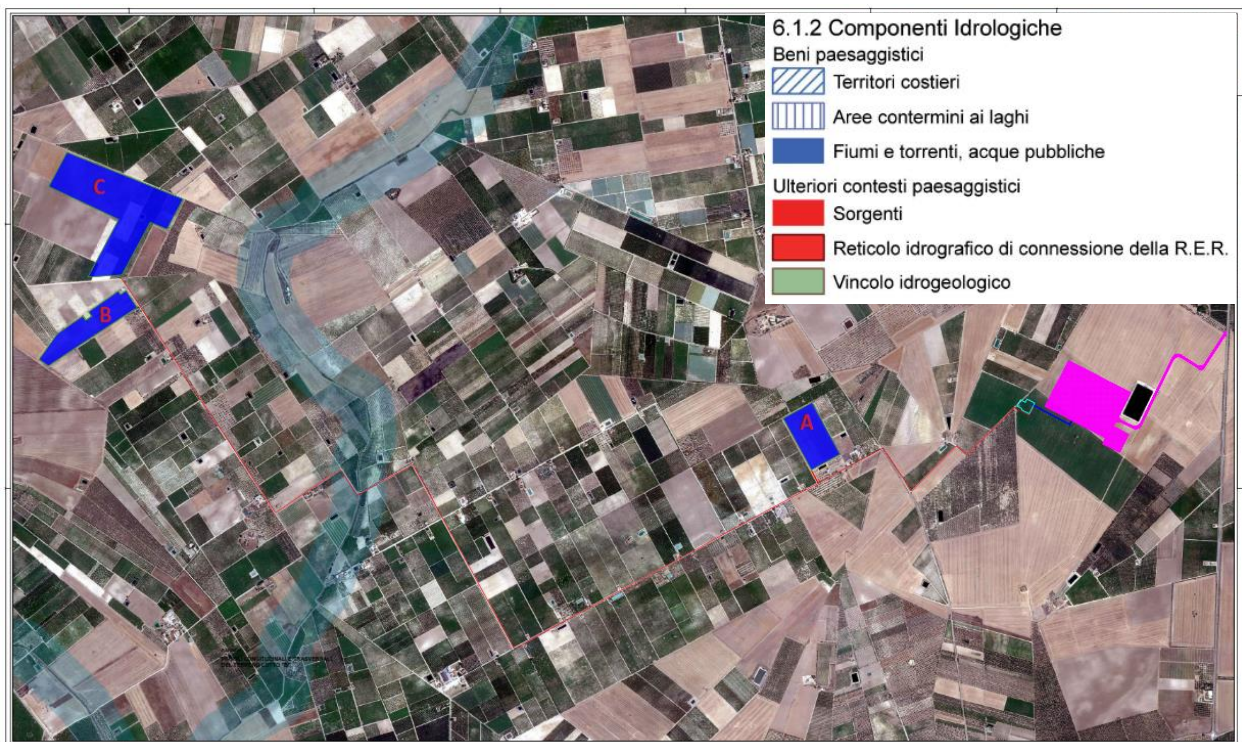 6.1.2 Componenti Idrologiche
Beni paesaggistici
Territori costieri
Aree contermini ai laghi
Fiumi e torrenti, acque pubbliche
Ulteriori contesti paesaggistici
Sorgenti
Reticolo idrografico di connessione della R.E.R.
Vincolo idrogeologico
C
B
A